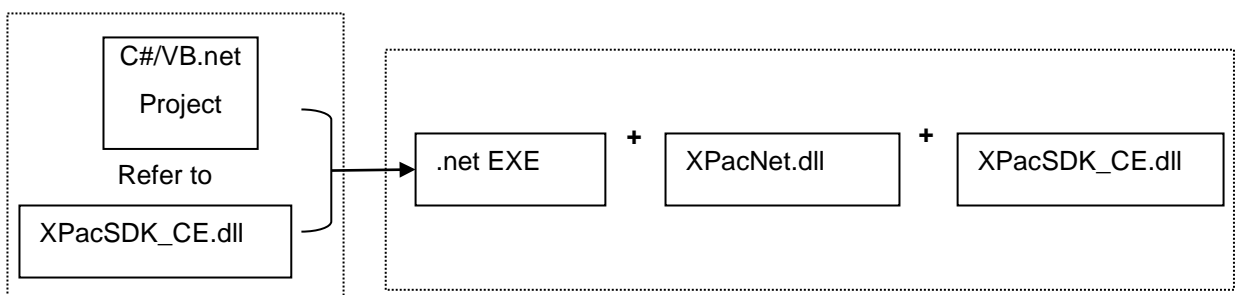 C#/VB.net
Project
Refer to
XPacSDK_CE.dll
.net EXE
+
XPacNet.dll
+
XPacSDK_CE.dll